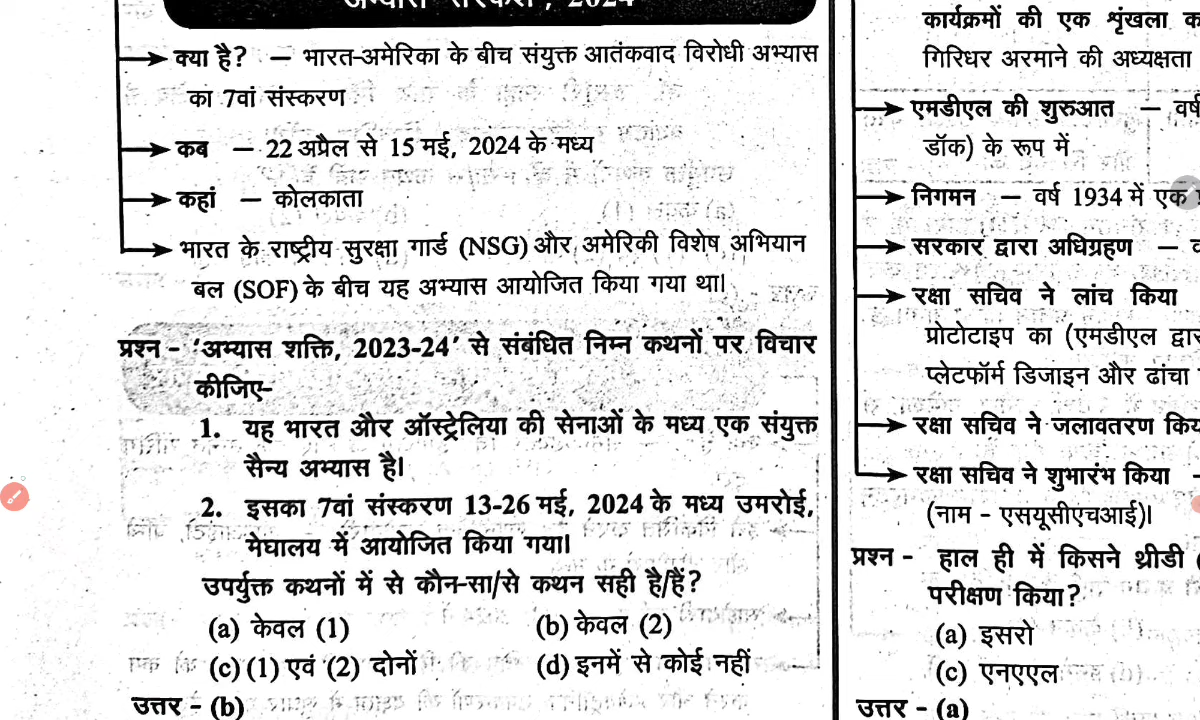 2024
क्या है? – भारत-अमेरिका के बीच संयुक्त आतंकवाद विरोधी अभ्यास
का 7वां संस्करण
कब – 22 अप्रैल से 15 मई, 2024 के मध्य
कहां – कोलकाता
भारत के राष्ट्रीय सुरक्षा गार्ड (NSG) और अमेरिकी विशेष अभियान
बल (SOF) के बीच यह अभ्यास आयोजित किया गया था।
प्रश्न – 'अभ्यास शक्ति, 2023-24' से संबंधित निम्न कथनों पर विचार
कीजिए-
1. यह भारत और ऑस्ट्रेलिया की सेनाओं के मध्य एक संयुक्त
सैन्य अभ्यास है।
2. इसका 7वां संस्करण 13-26 मई, 2024 के मध्य उमरोई,
मेघालय में आयोजित किया गया।
उपर्युक्त कथनों में से कौन-सा/से कथन सही है/हैं?
(a) केवल (1) (b) केवल (2)
(c) (1) एवं (2) दोनों (d) इनमें से कोई नहीं
उत्तर – (b)
कार्यक्रमों की एक शृंखला
गिरिधर अरमाने की अध्यक्षता
एमडीएल की शुरुआत – वर्ष
डॉक) के रूप में
निगमन – वर्ष 1934 में एक
सरकार द्वारा अधिग्रहण –
रक्षा सचिव ने लांच किया
प्रोटोटाइप का (एमडीएल
प्लेटफॉर्म डिजाइन और ढांचा
रक्षा सचिव ने जलावतरण
रक्षा सचिव ने शुभारंभ किया -
(नाम - एसयूसीएचआई)।
प्रश्न - हाल ही में किसने थ्रीडी (
परीक्षण किया?
(a) इसरो
(c) एनएएल
उत्तर – (a)